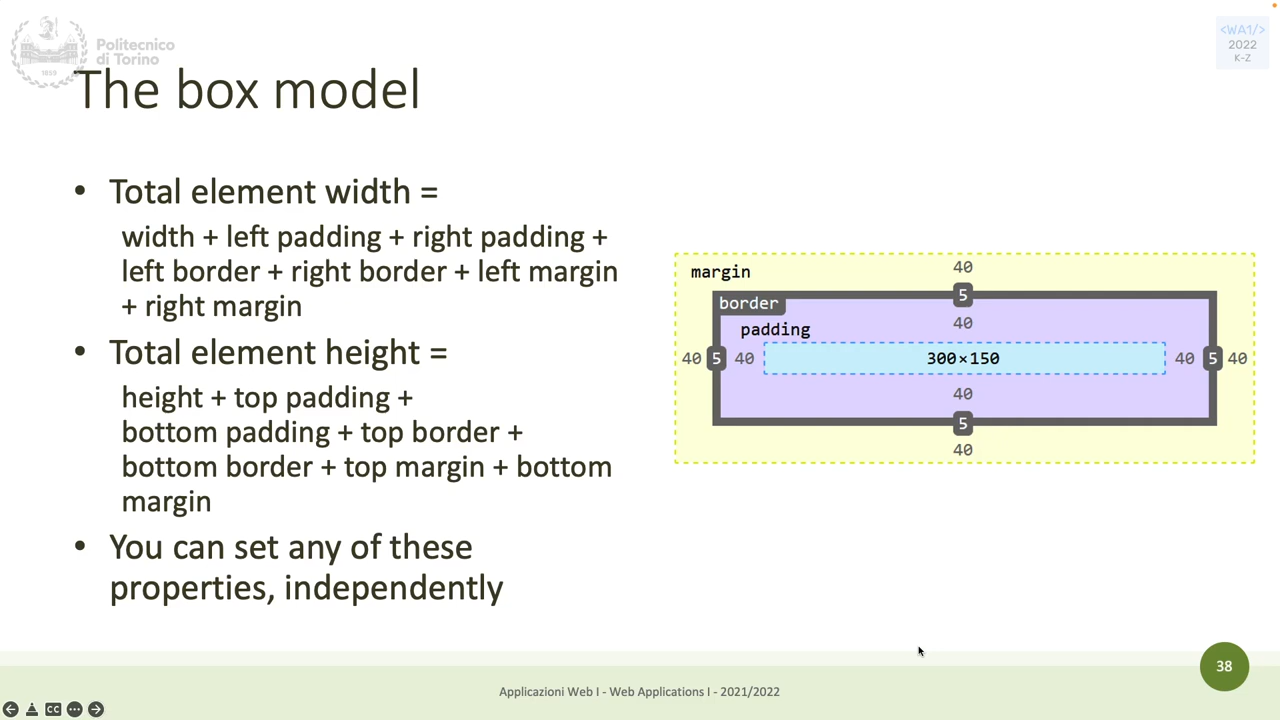 Politecnico
di Torino
1859
<WA1/>
2022
K-Z
The box model
• Total element width =
width + left padding + right padding +
left border + right border + left margin
+ right margin
• Total element height =
height + top padding +
bottom padding + top border +
bottom border + top margin + bottom
margin
• You can set any of these
properties, independently
margin
40
border
5
padding
40
40 5 40 300×150 40 5 40
40
5
40
38
Applicazioni Web I - Web Applications I - 2021/2022
CC